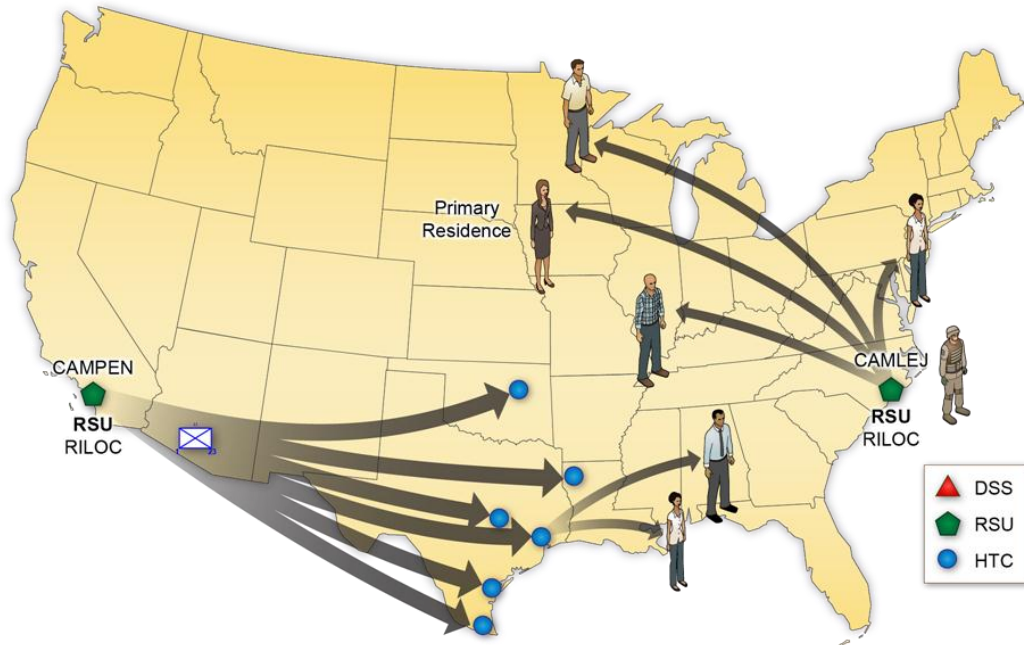 Primary
Residence
CAMPEN
RSU
RILOC
CAMLEJ
RSU
RILOC
DSS
RSU
HTC